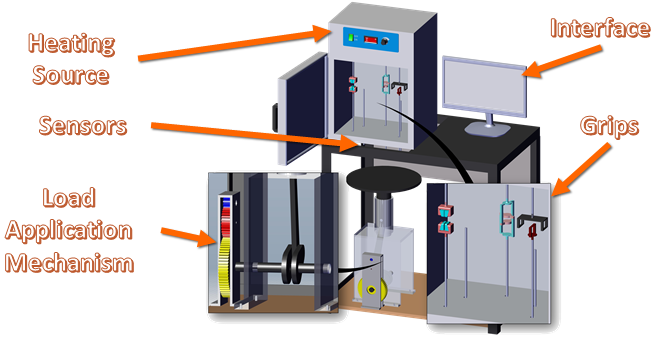 Heating
Source
Interface
Sensors
Grips
Load
Application
Mechanism